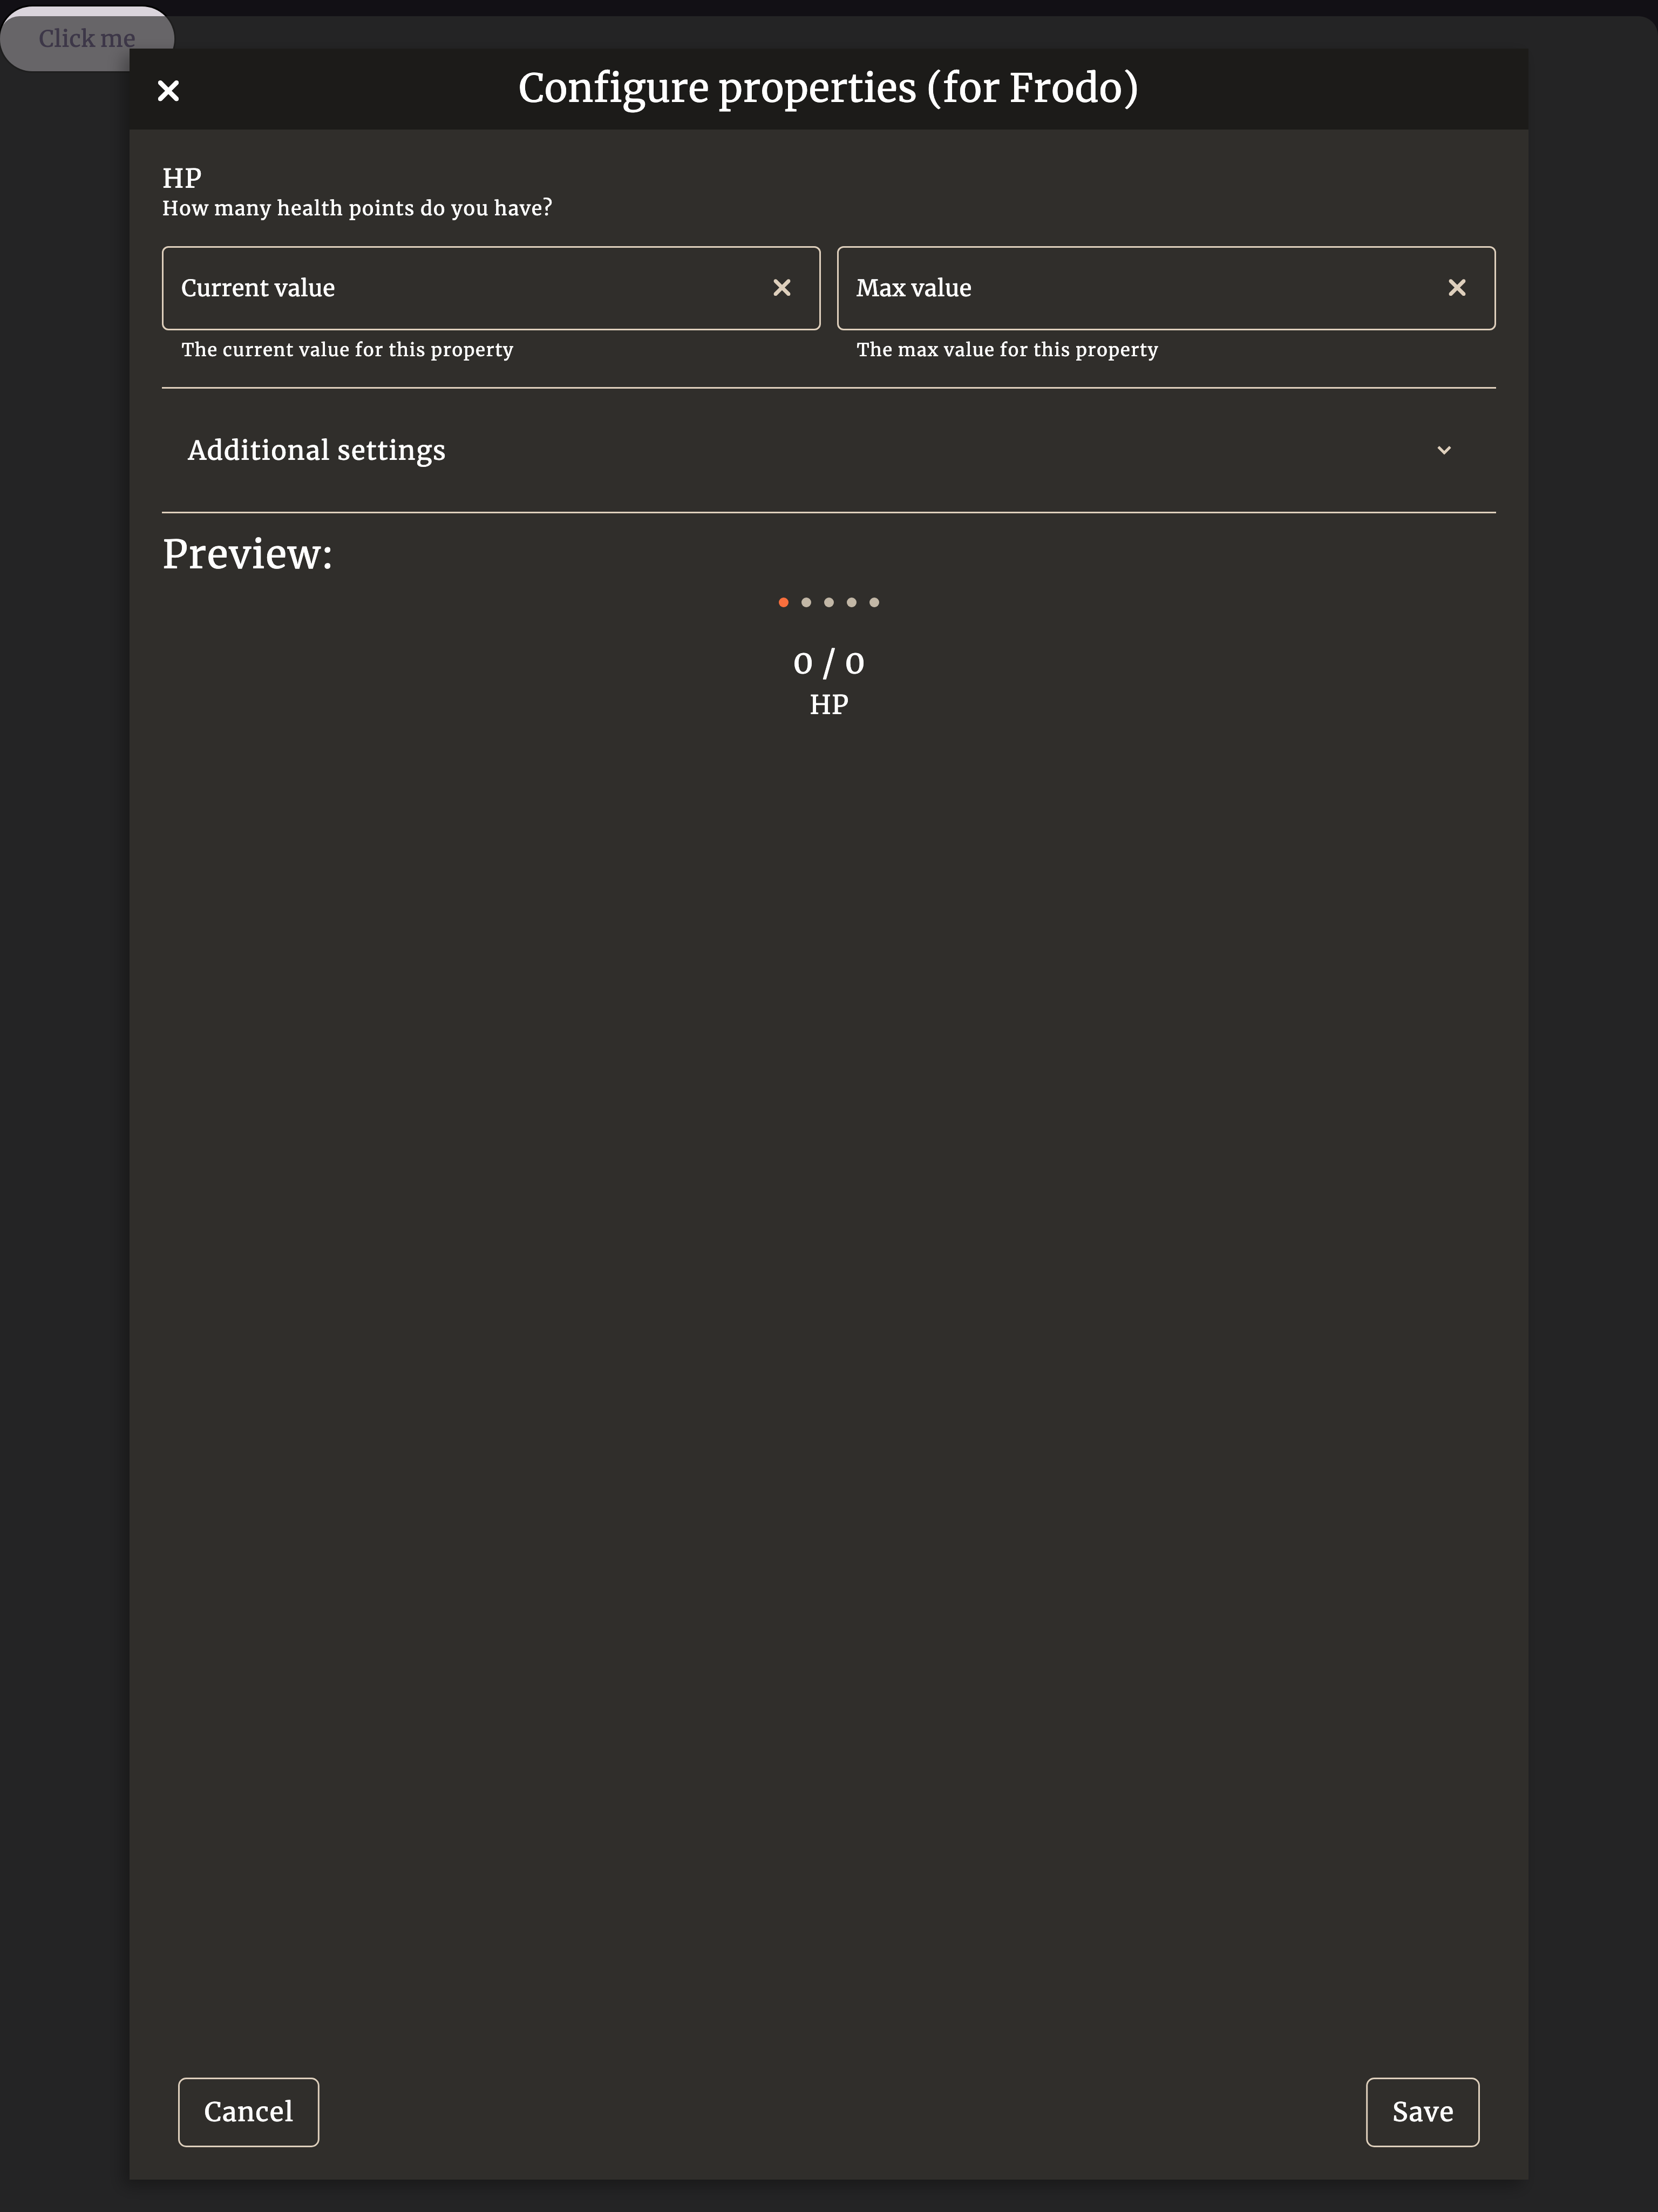 Click me
Configure properties (for Frodo)
HP
How many health points do you have?
Current value
Max value
The current value for this property
The max value for this property
Additional settings
Preview:
0 / 0
HP
Cancel
Save